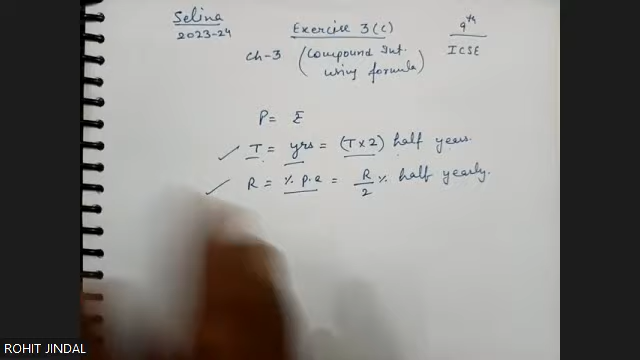 Selina
2023-24
Exercise 3(C)
9th
ICSE
Ch-3 (Compound Int. using formula)
P= ₹
T = yrs = (T×2) half years.
R = % p.a = R/2 % half yearly.
ROHIT JINDAL